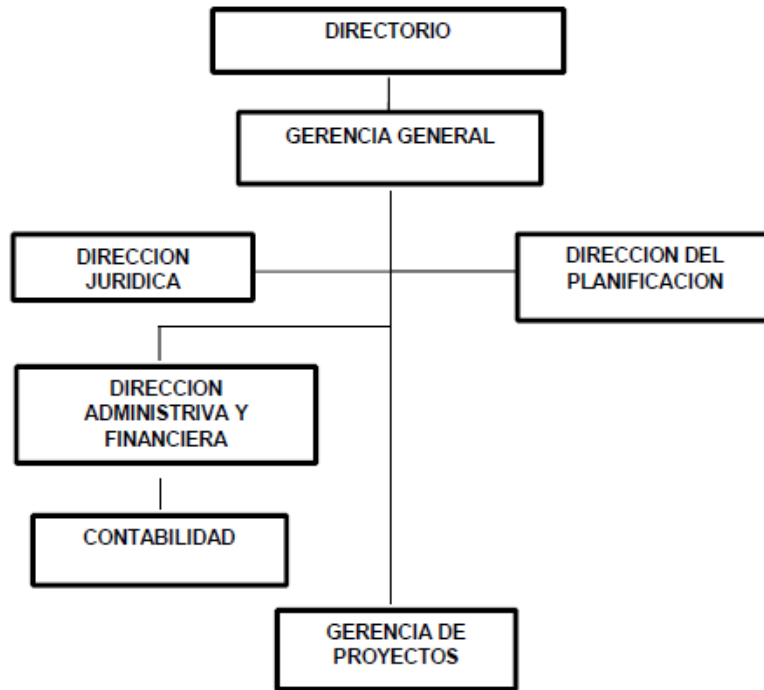 DIRECTORIO
GERENCIA GENERAL
DIRECCION
JURIDICA
DIRECCION DEL
PLANIFICACION
DIRECCION
ADMINISTRIVA Y
FINANCIERA
CONTABILIDAD
GERENCIA DE
PROYECTOS